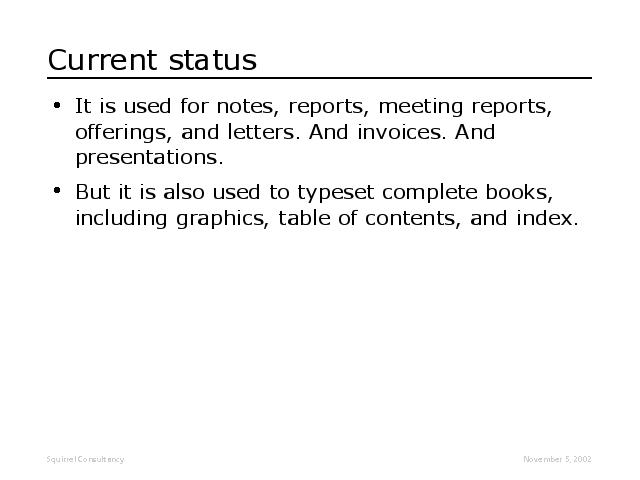 Current status
• It is used for notes, reports, meeting reports,
offerings, and letters. And invoices. And
presentations.
• But it is also used to typeset complete books,
including graphics, table of contents, and index.
Squirrel Consultancy
November 5, 2002